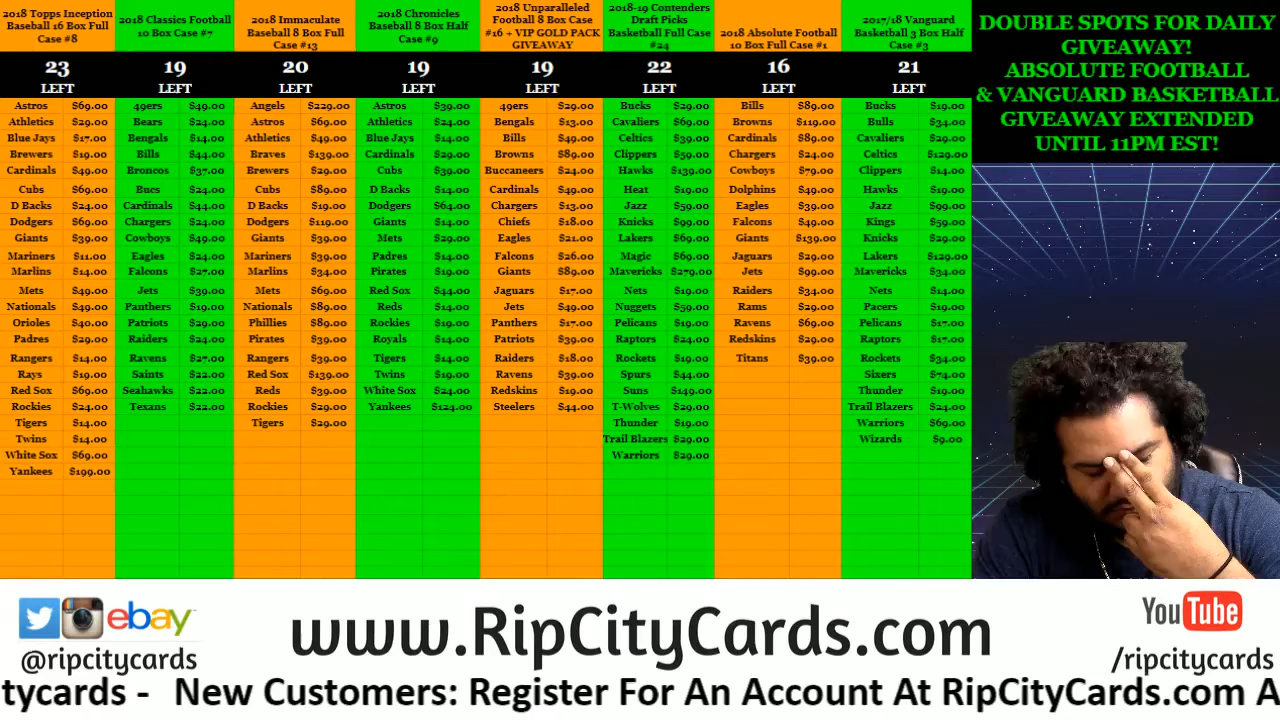 2018 Topps Inception
Baseball 16 Box Full
Case #8
23
LEFT
Astros $69.00
Athletics $29.00
Blue Jays $17.00
Brewers $19.00
Cardinals $49.00
Cubs $69.00
D Backs $24.00
Dodgers $69.00
Giants $39.00
Mariners $11.00
Marlins $14.00
Mets $49.00
Nationals $49.00
Orioles $40.00
Padres $29.00
Rangers $14.00
Rays $19.00
Red Sox $69.00
Rockies $24.00
Tigers $14.00
Twins $14.00
White Sox $69.00
Yankees $199.00
2018 Classics Football
10 Box Case #7
19
LEFT
49ers $49.00
Bears $24.00
Bengals $14.00
Bills $44.00
Broncos $37.00
Bucs $24.00
Cardinals $44.00
Chargers $24.00
Cowboys $49.00
Eagles $24.00
Falcons $27.00
Jets $39.00
Panthers $19.00
Patriots $29.00
Raiders $24.00
Ravens $27.00
Saints $22.00
Seahawks $22.00
Texans $22.00
2018 Immaculate
Baseball 8 Box Full
Case #13
20
LEFT
Angels $229.00
Astros $69.00
Athletics $49.00
Braves $139.00
Brewers $29.00
Cubs $89.00
D Backs $19.00
Dodgers $119.00
Giants $39.00
Mariners $39.00
Marlins $34.00
Mets $69.00
Nationals $89.00
Phillies $89.00
Pirates $39.00
Rangers $39.00
Red Sox $139.00
Reds $39.00
Rockies $29.00
Tigers $29.00
2018 Chronicles
Baseball 8 Box Half
Case #9
19
LEFT
Astros $39.00
Athletics $24.00
Blue Jays $14.00
Cardinals $29.00
Cubs $39.00
D Backs $14.00
Dodgers $64.00
Giants $14.00
Mets $29.00
Padres $14.00
Pirates $19.00
Red Sox $44.00
Reds $14.00
Rockies $19.00
Royals $14.00
Tigers $14.00
Twins $19.00
White Sox $24.00
Yankees $124.00
2018 Unparalleled
Football 8 Box Case
#16 + VIP GOLD PACK
GIVEAWAY
19
LEFT
49ers $29.00
Bengals $13.00
Bills $49.00
Browns $89.00
Buccaneers $24.00
Cardinals $49.00
Chargers $13.00
Chiefs $18.00
Eagles $21.00
Falcons $26.00
Giants $89.00
Jaguars $17.00
Jets $49.00
Panthers $17.00
Patriots $39.00
Raiders $18.00
Ravens $39.00
Redskins $19.00
Steelers $44.00
2018-19 Contenders
Draft Picks
Basketball Full Case
#24
22
LEFT
Bucks $29.00
Cavaliers $69.00
Celtics $39.00
Clippers $59.00
Hawks $139.00
Heat $19.00
Jazz $59.00
Knicks $99.00
Lakers $69.00
Magic $69.00
Mavericks $279.00
Nets $19.00
Nuggets $59.00
Pelicans $19.00
Raptors $24.00
Rockets $19.00
Spurs $44.00
Suns $149.00
T-Wolves $29.00
Thunder $19.00
Trail Blazers $29.00
Warriors $29.00
2018 Absolute Football
10 Box Full Case #1
16
LEFT
Bills $89.00
Browns $119.00
Cardinals $89.00
Chargers $24.00
Cowboys $79.00
Dolphins $49.00
Eagles $39.00
Falcons $49.00
Giants $139.00
Jaguars $29.00
Jets $99.00
Raiders $34.00
Rams $29.00
Ravens $69.00
Redskins $29.00
Titans $39.00
2017/18 Vanguard
Basketball 3 Box Half
Case #3
21
LEFT
Bucks $19.00
Bulls $34.00
Cavaliers $29.00
Celtics $129.00
Clippers $14.00
Hawks $19.00
Jazz $99.00
Kings $59.00
Knicks $29.00
Lakers $129.00
Mavericks $34.00
Nets $14.00
Pacers $19.00
Pelicans $17.00
Raptors $17.00
Rockets $34.00
Sixers $74.00
Thunder $19.00
Trail Blazers $24.00
Warriors $69.00
Wizards $9.00
DOUBLE SPOTS FOR DAILY
GIVEAWAY!
ABSOLUTE FOOTBALL
& VANGUARD BASKETBALL
GIVEAWAY EXTENDED
UNTIL 11PM EST!
ebay
@ripcitycards
www.RipCityCards.com
YouTube
/ripcitycards
tycards - New Customers: Register For An Account At RipCityCards.com A